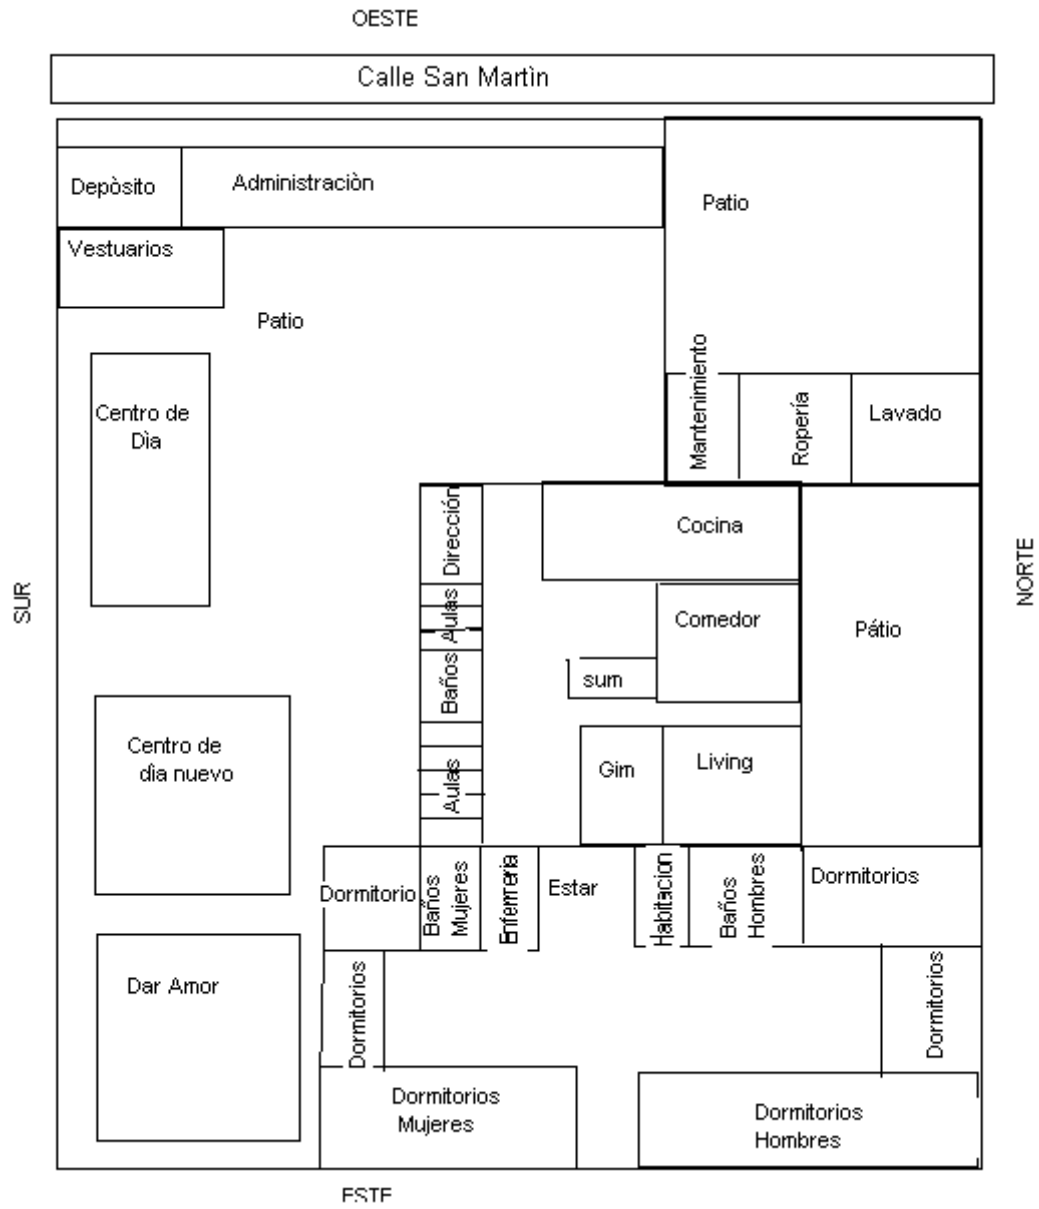 OESTE
Calle San Martìn
Depòsito
Administraciòn
Patio
Vestuarios
Patio
Mantenimiento
Ropería
Lavado
Centro de
Dìa
Dirección
Cocina
Aulas
Comedor
Pátio
SUR
NORTE
Baños
sum
Centro de
dìa nuevo
Aulas
Gim
Living
Dormitorio
Baños
Mujeres
Enfermeria
Estar
Habitacion
Baños
Hombres
Dormitorios
Dar Amor
Dormitorios
Dormitorios
Dormitorios
Mujeres
Dormitorios
Hombres
ESTE